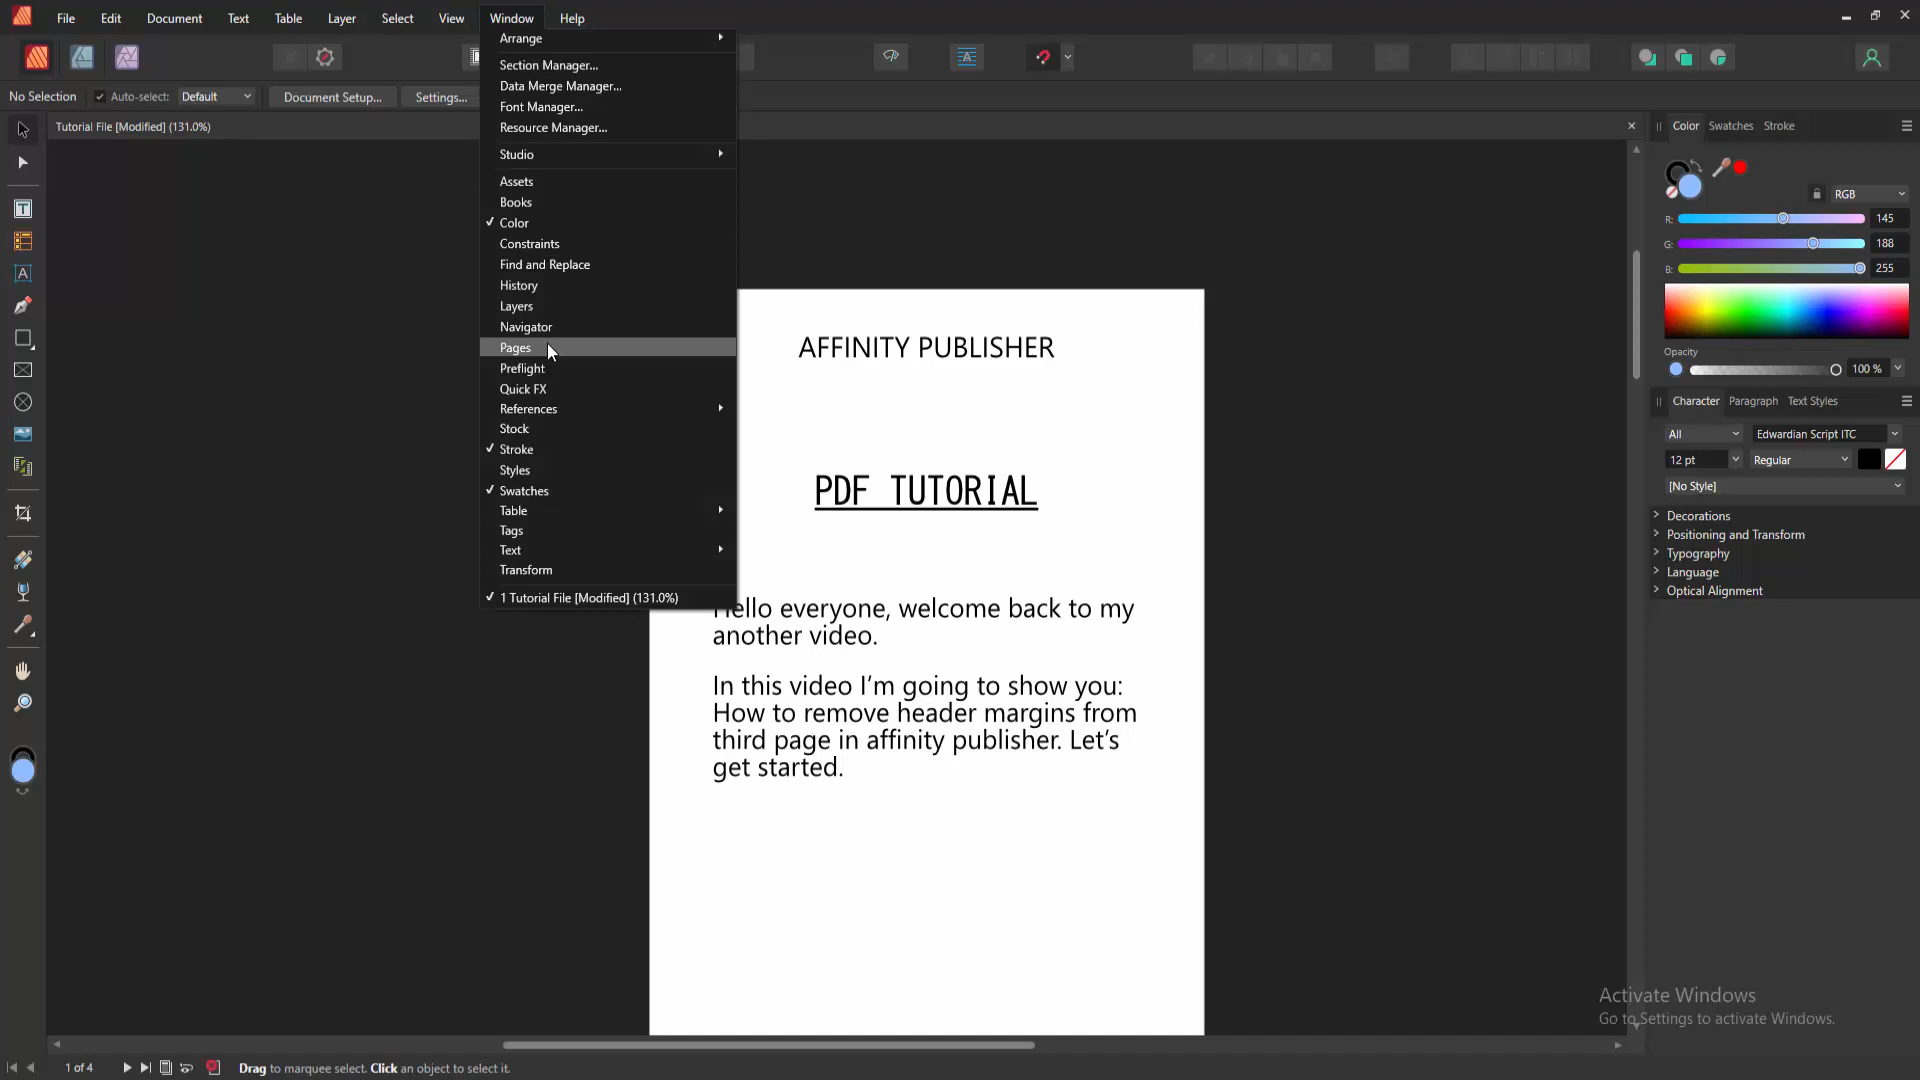 File Edit Document Text Table Layer Select View Window Help
No Selection Auto-select: Default Document Setup... Settings...
Tutorial File [Modified] (131.0%)
Arrange
Section Manager...
Data Merge Manager...
Font Manager...
Resource Manager...
Studio
Assets
Books
Color
Constraints
Find and Replace
History
Layers
Navigator
Pages
Preflight
Quick FX
References
Stock
Stroke
Styles
Swatches
Table
Tags
Text
Transform
1 Tutorial File [Modified] (131.0%)
AFFINITY PUBLISHER
PDF TUTORIAL
Hello everyone, welcome back to my
another video.
In this video I'm going to show you:
How to remove header margins from
third page in affinity publisher. Let's
get started.
Color Swatches Stroke
RGB
R: 145
G: 188
B: 255
Opacity
100 %
Character Paragraph Text Styles
All Edwardian Script ITC
12 pt Regular
[No Style]
Decorations
Positioning and Transform
Typography
Language
Optical Alignment
Activate Windows
Go to Settings to activate Windows.
1 of 4 Drag to marquee select. Click an object to select it.